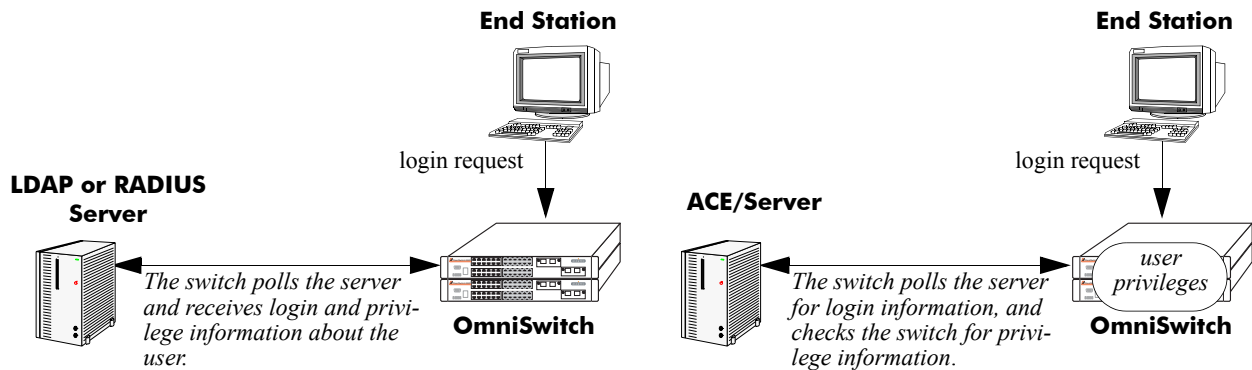 End Station
login request
LDAP or RADIUS
Server
The switch polls the server
and receives login and privi-
lege information about the
user.
OmniSwitch
End Station
login request
ACE/Server
user
privileges
The switch polls the server
for login information, and
checks the switch for privi-
lege information.
OmniSwitch